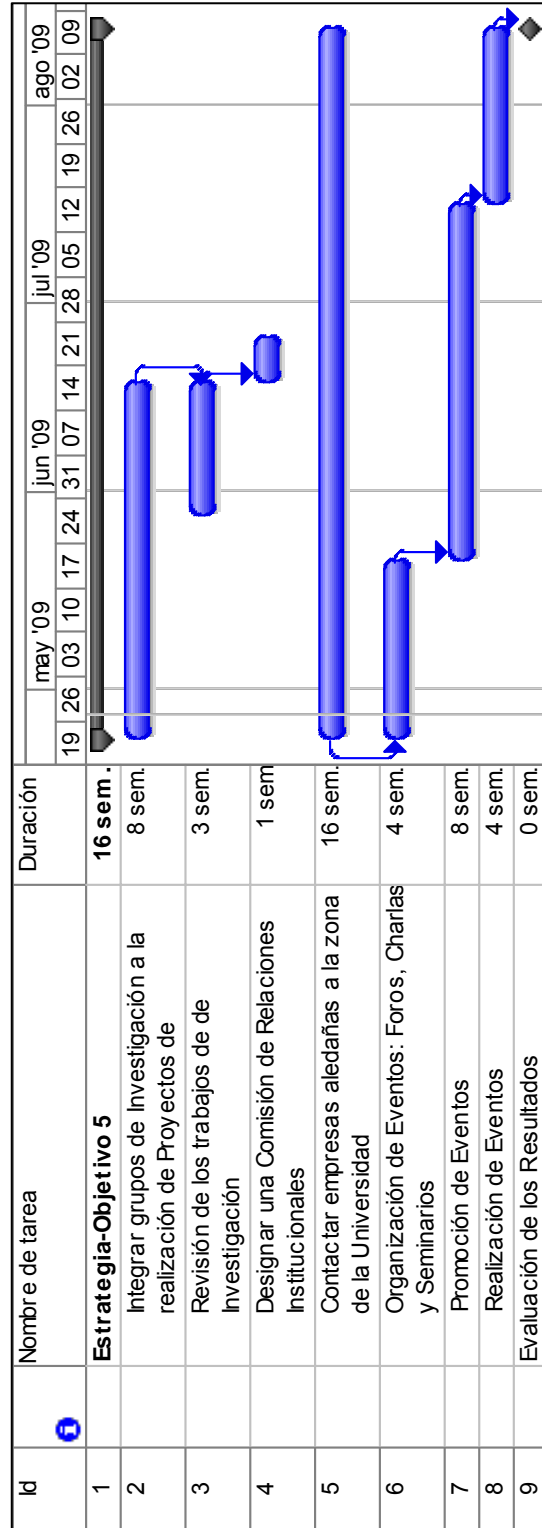 Id Nombre de tarea Duración may '09 jun '09 jul '09 ago '09
19 26 03 10 17 24 31 07 14 21 28 05 12 19 26 02 09
1 Estrategia-Objetivo 5 16 sem.
2 Integrar grupos de Investigación a la 8 sem.
realización de Proyectos de
3 Revisión de los trabajos de de 3 sem.
Investigación
4 Designar una Comisión de Relaciones 1 sem
Institucionales
5 Contactar empresas aledañas a la zona 16 sem.
de la Universidad
6 Organización de Eventos: Foros, Charlas 4 sem.
y Seminarios
7 Promoción de Eventos 8 sem.
8 Realización de Eventos 4 sem.
9 Evaluación de los Resultados 0 sem.